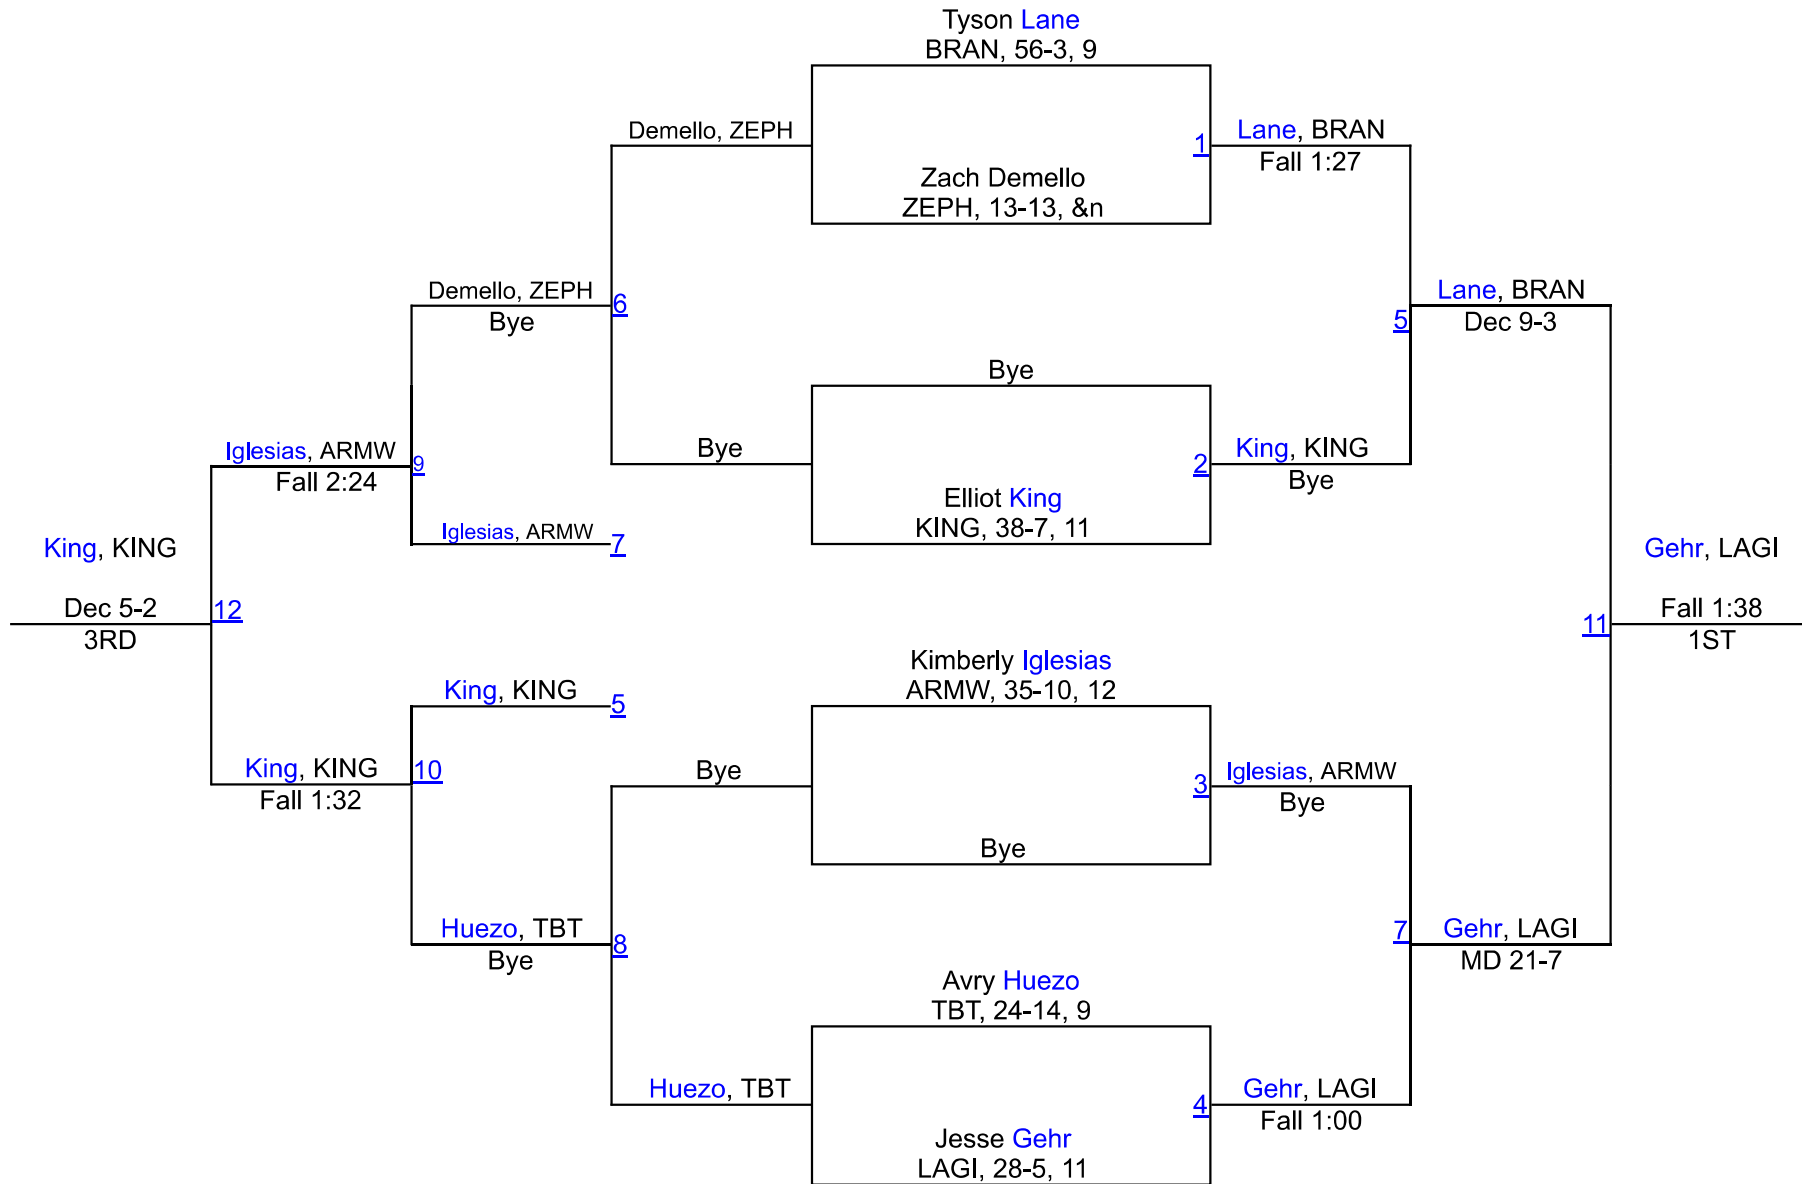 Tyson Lane
BRAN, 56-3, 9
Demello, ZEPH
1
Lane, BRAN
Fall 1:27
Zach Demello
ZEPH, 13-13, &n
Demello, ZEPH
Bye
6
Lane, BRAN
Dec 9-3
5
Bye
Iglesias, ARMW
Fall 2:24
9
Bye
2
King, KING
Bye
Elliot King
KING, 38-7, 11
Iglesias, ARMW
7
King, KING
Dec 5-2
3RD
12
Gehr, LAGI
Fall 1:38
1ST
11
Kimberly Iglesias
ARMW, 35-10, 12
King, KING
5
King, KING
Fall 1:32
10
Bye
3
Iglesias, ARMW
Bye
Bye
Huezo, TBT
Bye
8
7
Gehr, LAGI
MD 21-7
Avry Huezo
TBT, 24-14, 9
Huezo, TBT
4
Gehr, LAGI
Fall 1:00
Jesse Gehr
LAGI, 28-5, 11